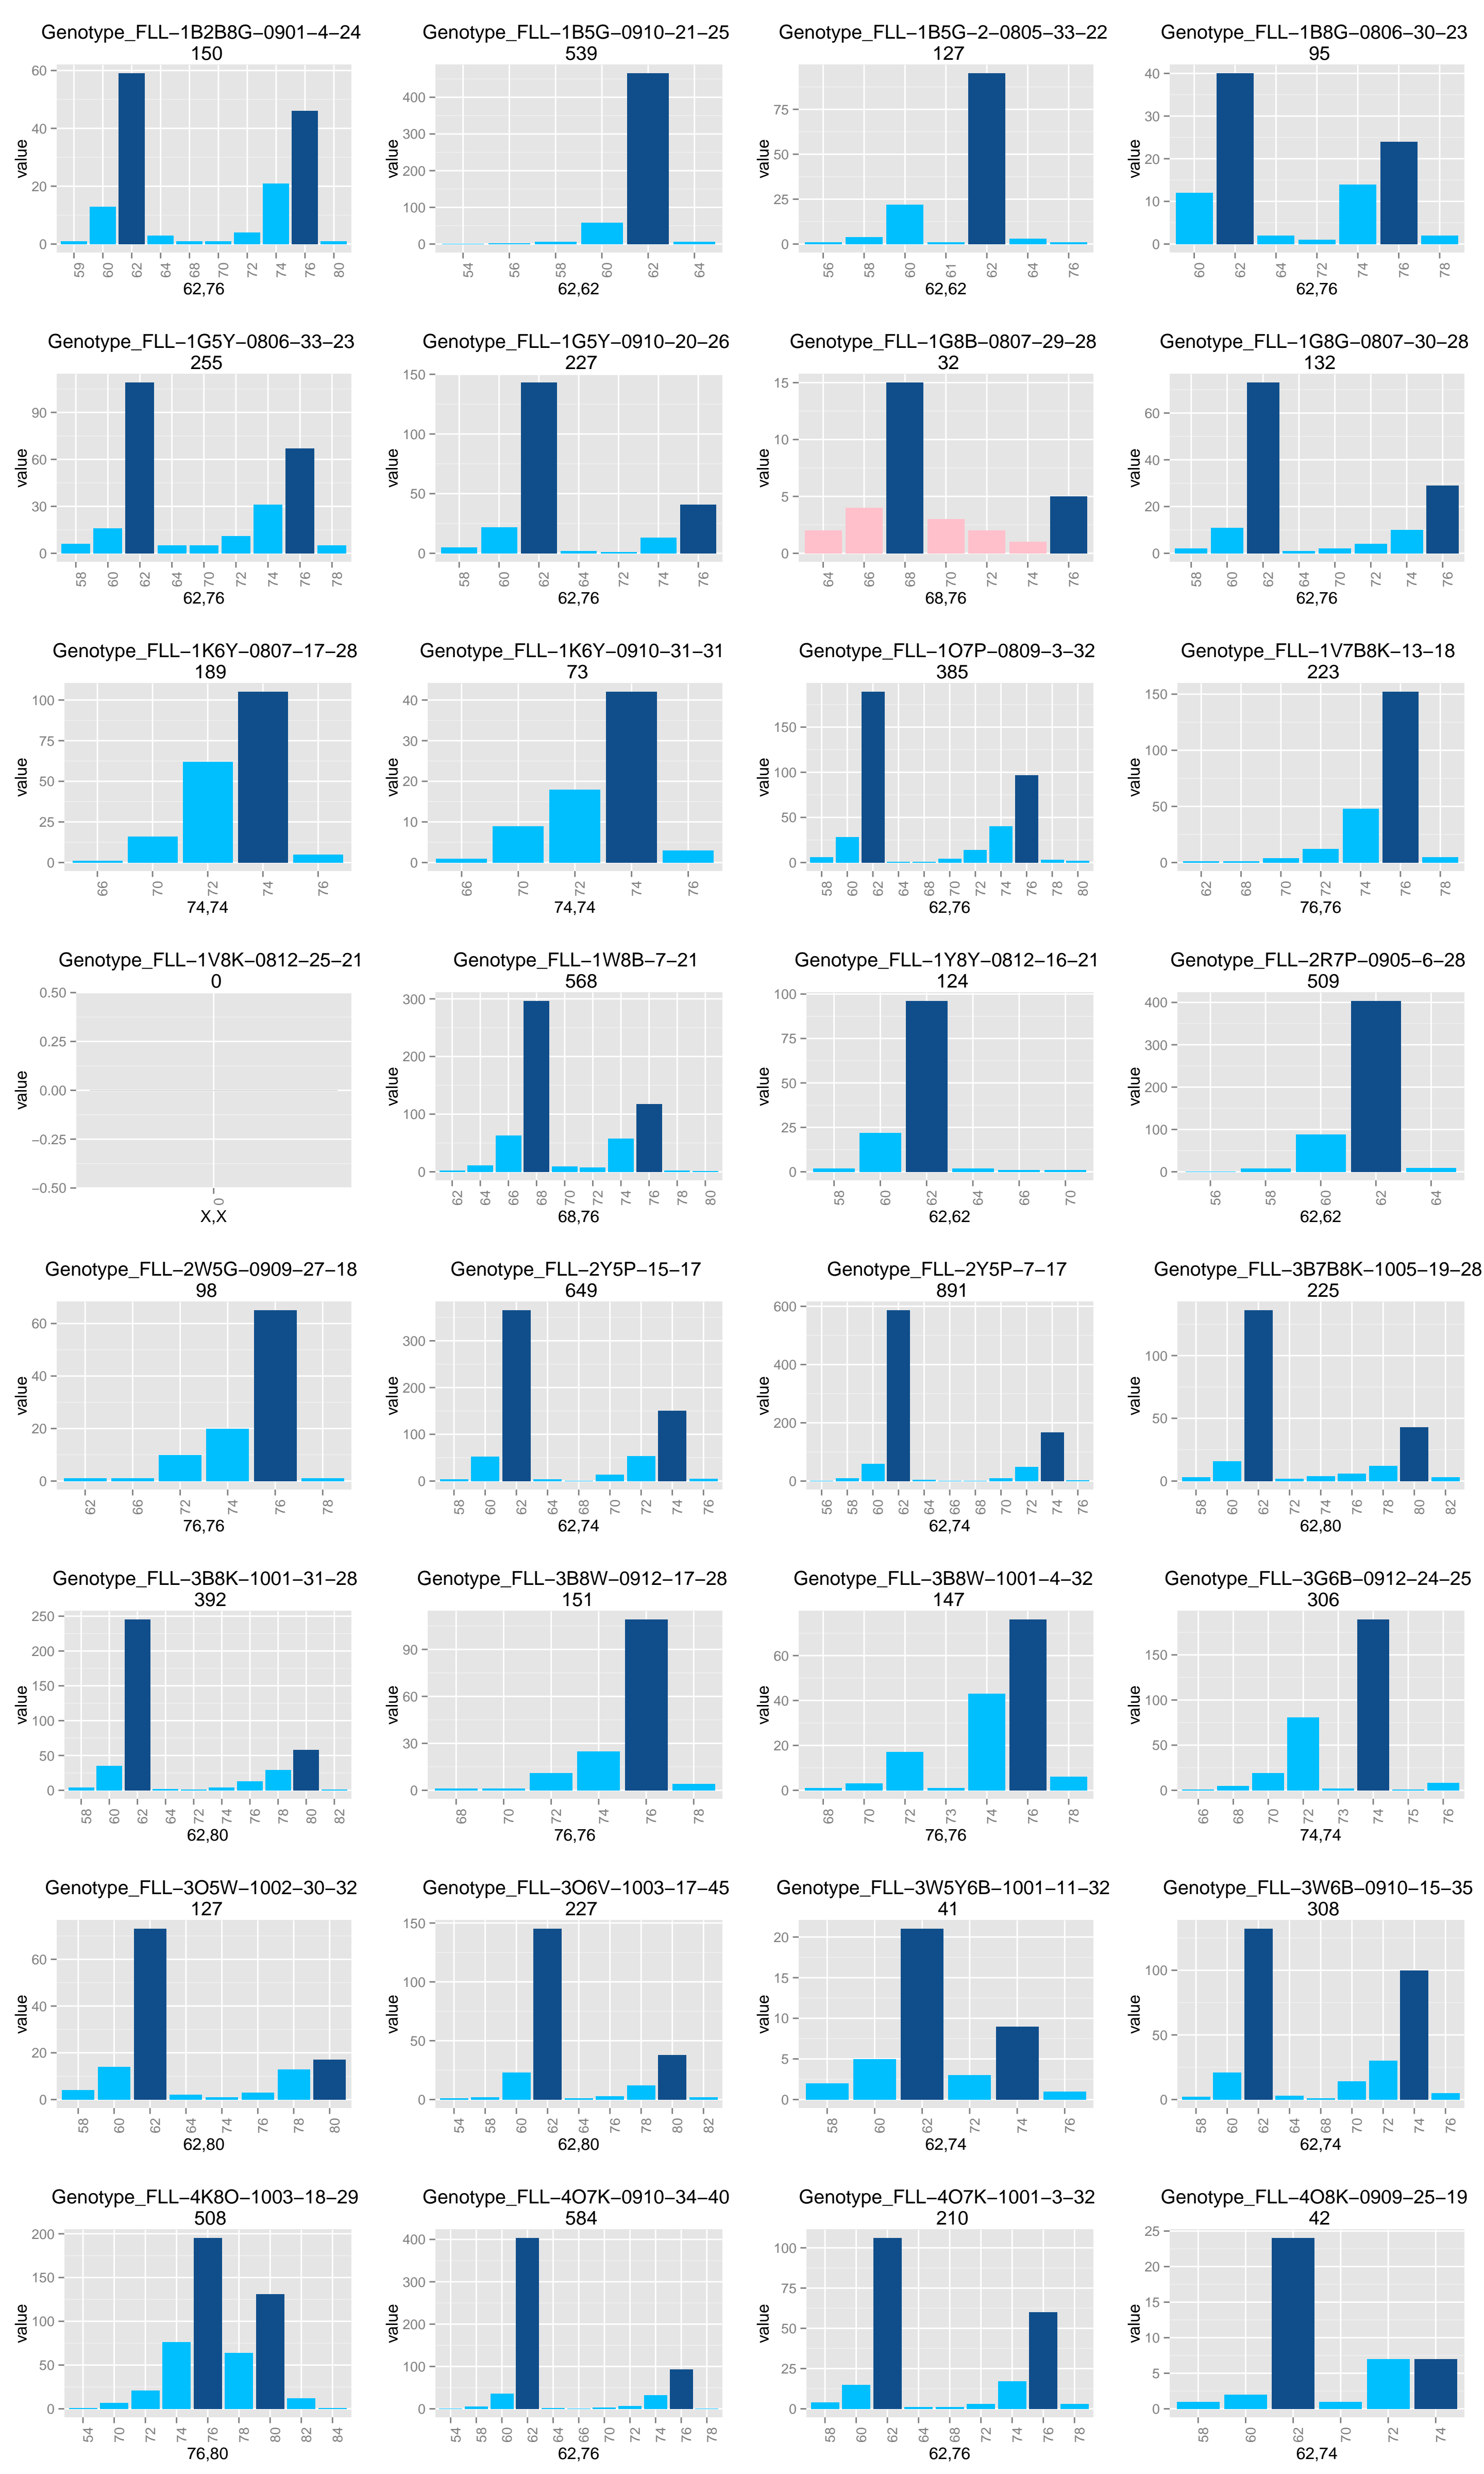 Genotype_FLL–1B2B8G–0901–4–24
150
60
40
20
0
value
59 60 62 64 68 70 72 74 76 80
62,76
Genotype_FLL–1B5G–0910–21–25
539
400
300
200
100
0
value
54 56 58 60 62 64
62,62
Genotype_FLL–1B5G–2–0805–33–22
127
75
50
25
0
value
56 58 60 61 62 64 76
62,62
Genotype_FLL–1B8G–0806–30–23
95
40
30
20
10
0
value
60 62 64 72 74 76 78
62,76
Genotype_FLL–1G5Y–0806–33–23
255
90
60
30
0
value
58 60 62 64 70 72 74 76 78
62,76
Genotype_FLL–1G5Y–0910–20–26
227
150
100
50
0
value
58 60 62 64 72 74 76
62,76
Genotype_FLL–1G8B–0807–29–28
32
15
10
5
0
value
64 66 68 70 72 74 76
68,76
Genotype_FLL–1G8G–0807–30–28
132
60
40
20
0
value
58 60 62 64 70 72 74 76
62,76
Genotype_FLL–1K6Y–0807–17–28
189
100
75
50
25
0
value
66 70 72 74 76
74,74
Genotype_FLL–1K6Y–0910–31–31
73
40
30
20
10
0
value
66 70 72 74 76
74,74
Genotype_FLL–1O7P–0809–3–32
385
150
100
50
0
value
58 60 62 64 68 70 72 74 76 78 80
62,76
Genotype_FLL–1V7B8K–13–18
223
150
100
50
0
value
62 68 70 72 74 76 78
76,76
Genotype_FLL–1V8K–0812–25–21
0
0.50
0.25
0.00
–0.25
–0.50
value
0
X,X
Genotype_FLL–1W8B–7–21
568
300
200
100
0
value
62 64 66 68 70 72 74 76 78 80
68,76
Genotype_FLL–1Y8Y–0812–16–21
124
100
75
50
25
0
value
58 60 62 64 66 70
62,62
Genotype_FLL–2R7P–0905–6–28
509
400
300
200
100
0
value
56 58 60 62 64
62,62
Genotype_FLL–2W5G–0909–27–18
98
60
40
20
0
value
62 66 72 74 76 78
76,76
Genotype_FLL–2Y5P–15–17
649
300
200
100
0
value
58 60 62 64 68 70 72 74 76
62,74
Genotype_FLL–2Y5P–7–17
891
600
400
200
0
value
56 58 60 62 64 66 68 70 72 74 76
62,74
Genotype_FLL–3B7B8K–1005–19–28
225
100
50
0
value
58 60 62 72 74 76 78 80 82
62,80
Genotype_FLL–3B8K–1001–31–28
392
250
200
150
100
50
0
value
58 60 62 64 72 74 76 78 80 82
62,80
Genotype_FLL–3B8W–0912–17–28
151
90
60
30
0
value
68 70 72 74 76 78
76,76
Genotype_FLL–3B8W–1001–4–32
147
60
40
20
0
value
68 70 72 73 74 76 78
76,76
Genotype_FLL–3G6B–0912–24–25
306
150
100
50
0
value
66 68 70 72 73 74 75 76
74,74
Genotype_FLL–3O5W–1002–30–32
127
60
40
20
0
value
58 60 62 64 74 76 78 80
62,80
Genotype_FLL–3O6V–1003–17–45
227
150
100
50
0
value
54 58 60 62 64 76 78 80 82
62,80
Genotype_FLL–3W5Y6B–1001–11–32
41
20
15
10
5
0
value
58 60 62 72 74 76
62,74
Genotype_FLL–3W6B–0910–15–35
308
100
50
0
value
58 60 62 64 68 70 72 74 76
62,74
Genotype_FLL–4K8O–1003–18–29
508
200
150
100
50
0
value
54 70 72 74 76 78 80 82 84
76,80
Genotype_FLL–4O7K–0910–34–40
584
400
300
200
100
0
value
54 58 60 62 64 66 70 72 74 76 78
62,76
Genotype_FLL–4O7K–1001–3–32
210
100
75
50
25
0
value
58 60 62 64 68 72 74 76 78
62,76
Genotype_FLL–4O8K–0909–25–19
42
25
20
15
10
5
0
value
58 60 62 70 72 74
62,74